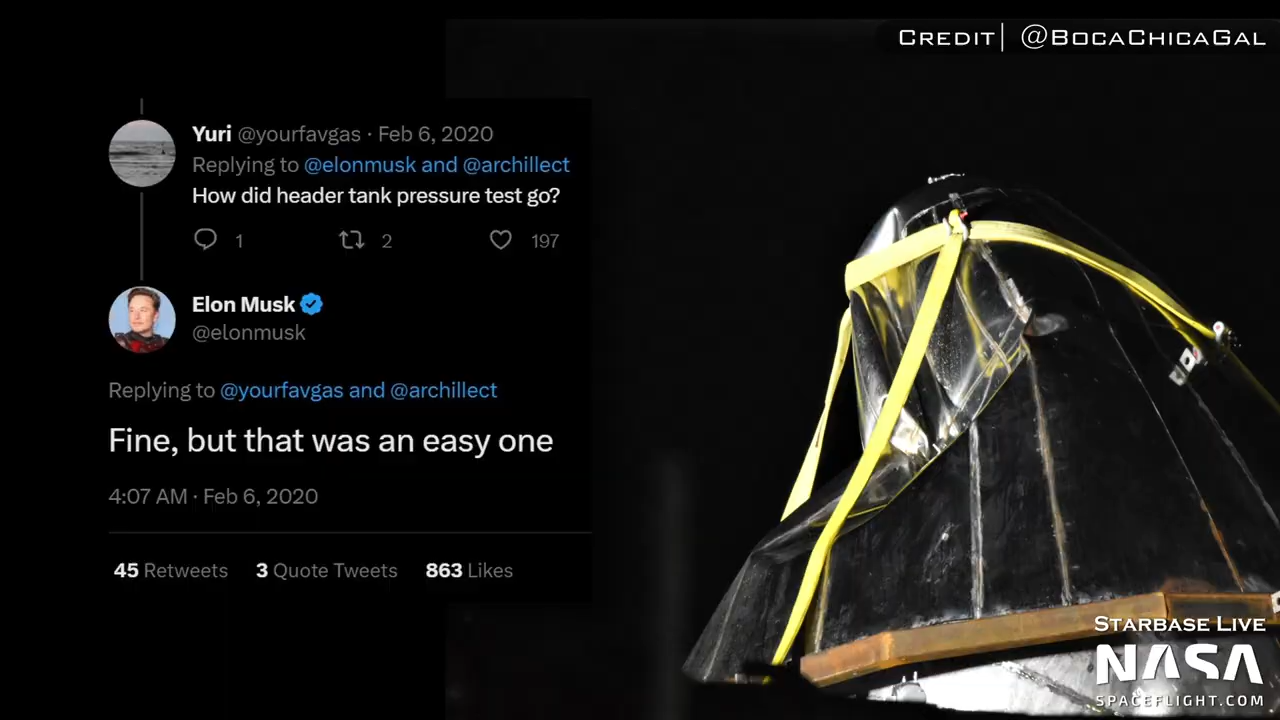 CREDIT| @BOCACHICAGAL
Yuri @yourfavgas · Feb 6, 2020
Replying to @elonmusk and @archillect
How did header tank pressure test go?
1 2 197
Elon Musk
@elonmusk
Replying to @yourfavgas and @archillect
Fine, but that was an easy one
4:07 AM · Feb 6, 2020
45 Retweets 3 Quote Tweets 863 Likes
STARBASE LIVE
NASA
SPACEFLIGHT.COM